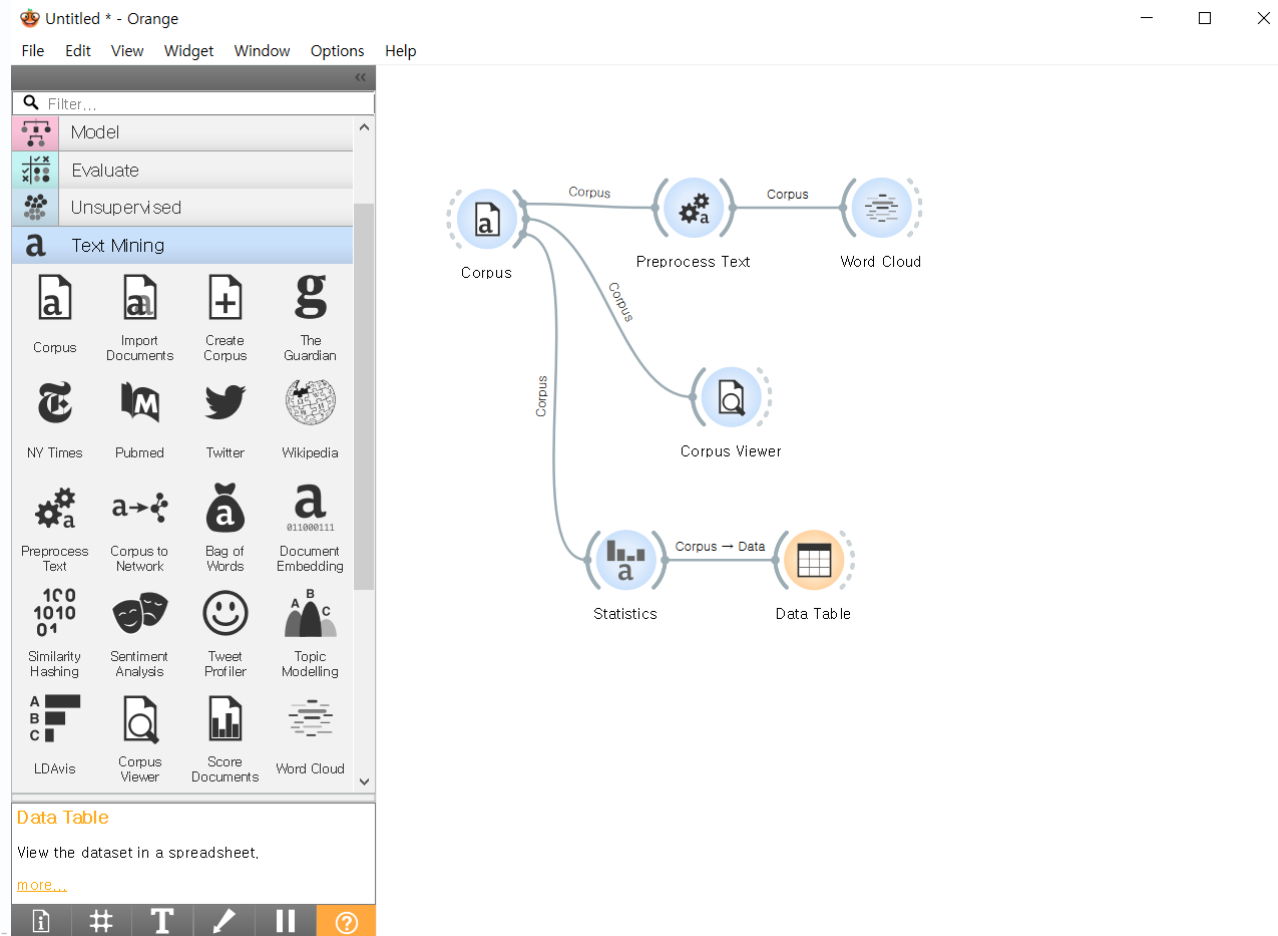 Untitled * - Orange
File Edit View Widget Window Options Help
Filter...
Model
Evaluate
Unsupervised
a Text Mining
Corpus
Import Documents
Create Corpus
The Guardian
NY Times
Pubmed
Twitter
Wikipedia
Preprocess Text
Corpus to Network
Bag of Words
011000111
Document Embedding
Similarity Hashing
Sentiment Analysis
Tweet Profiler
A B C
Topic Modelling
A B C
LDAvis
Corpus Viewer
Score Documents
Word Cloud
Data Table
View the dataset in a spreadsheet.
more...
Corpus
Corpus
Preprocess Text
Corpus
Word Cloud
Corpus
Corpus Viewer
Corpus
Statistics
Corpus → Data
Data Table